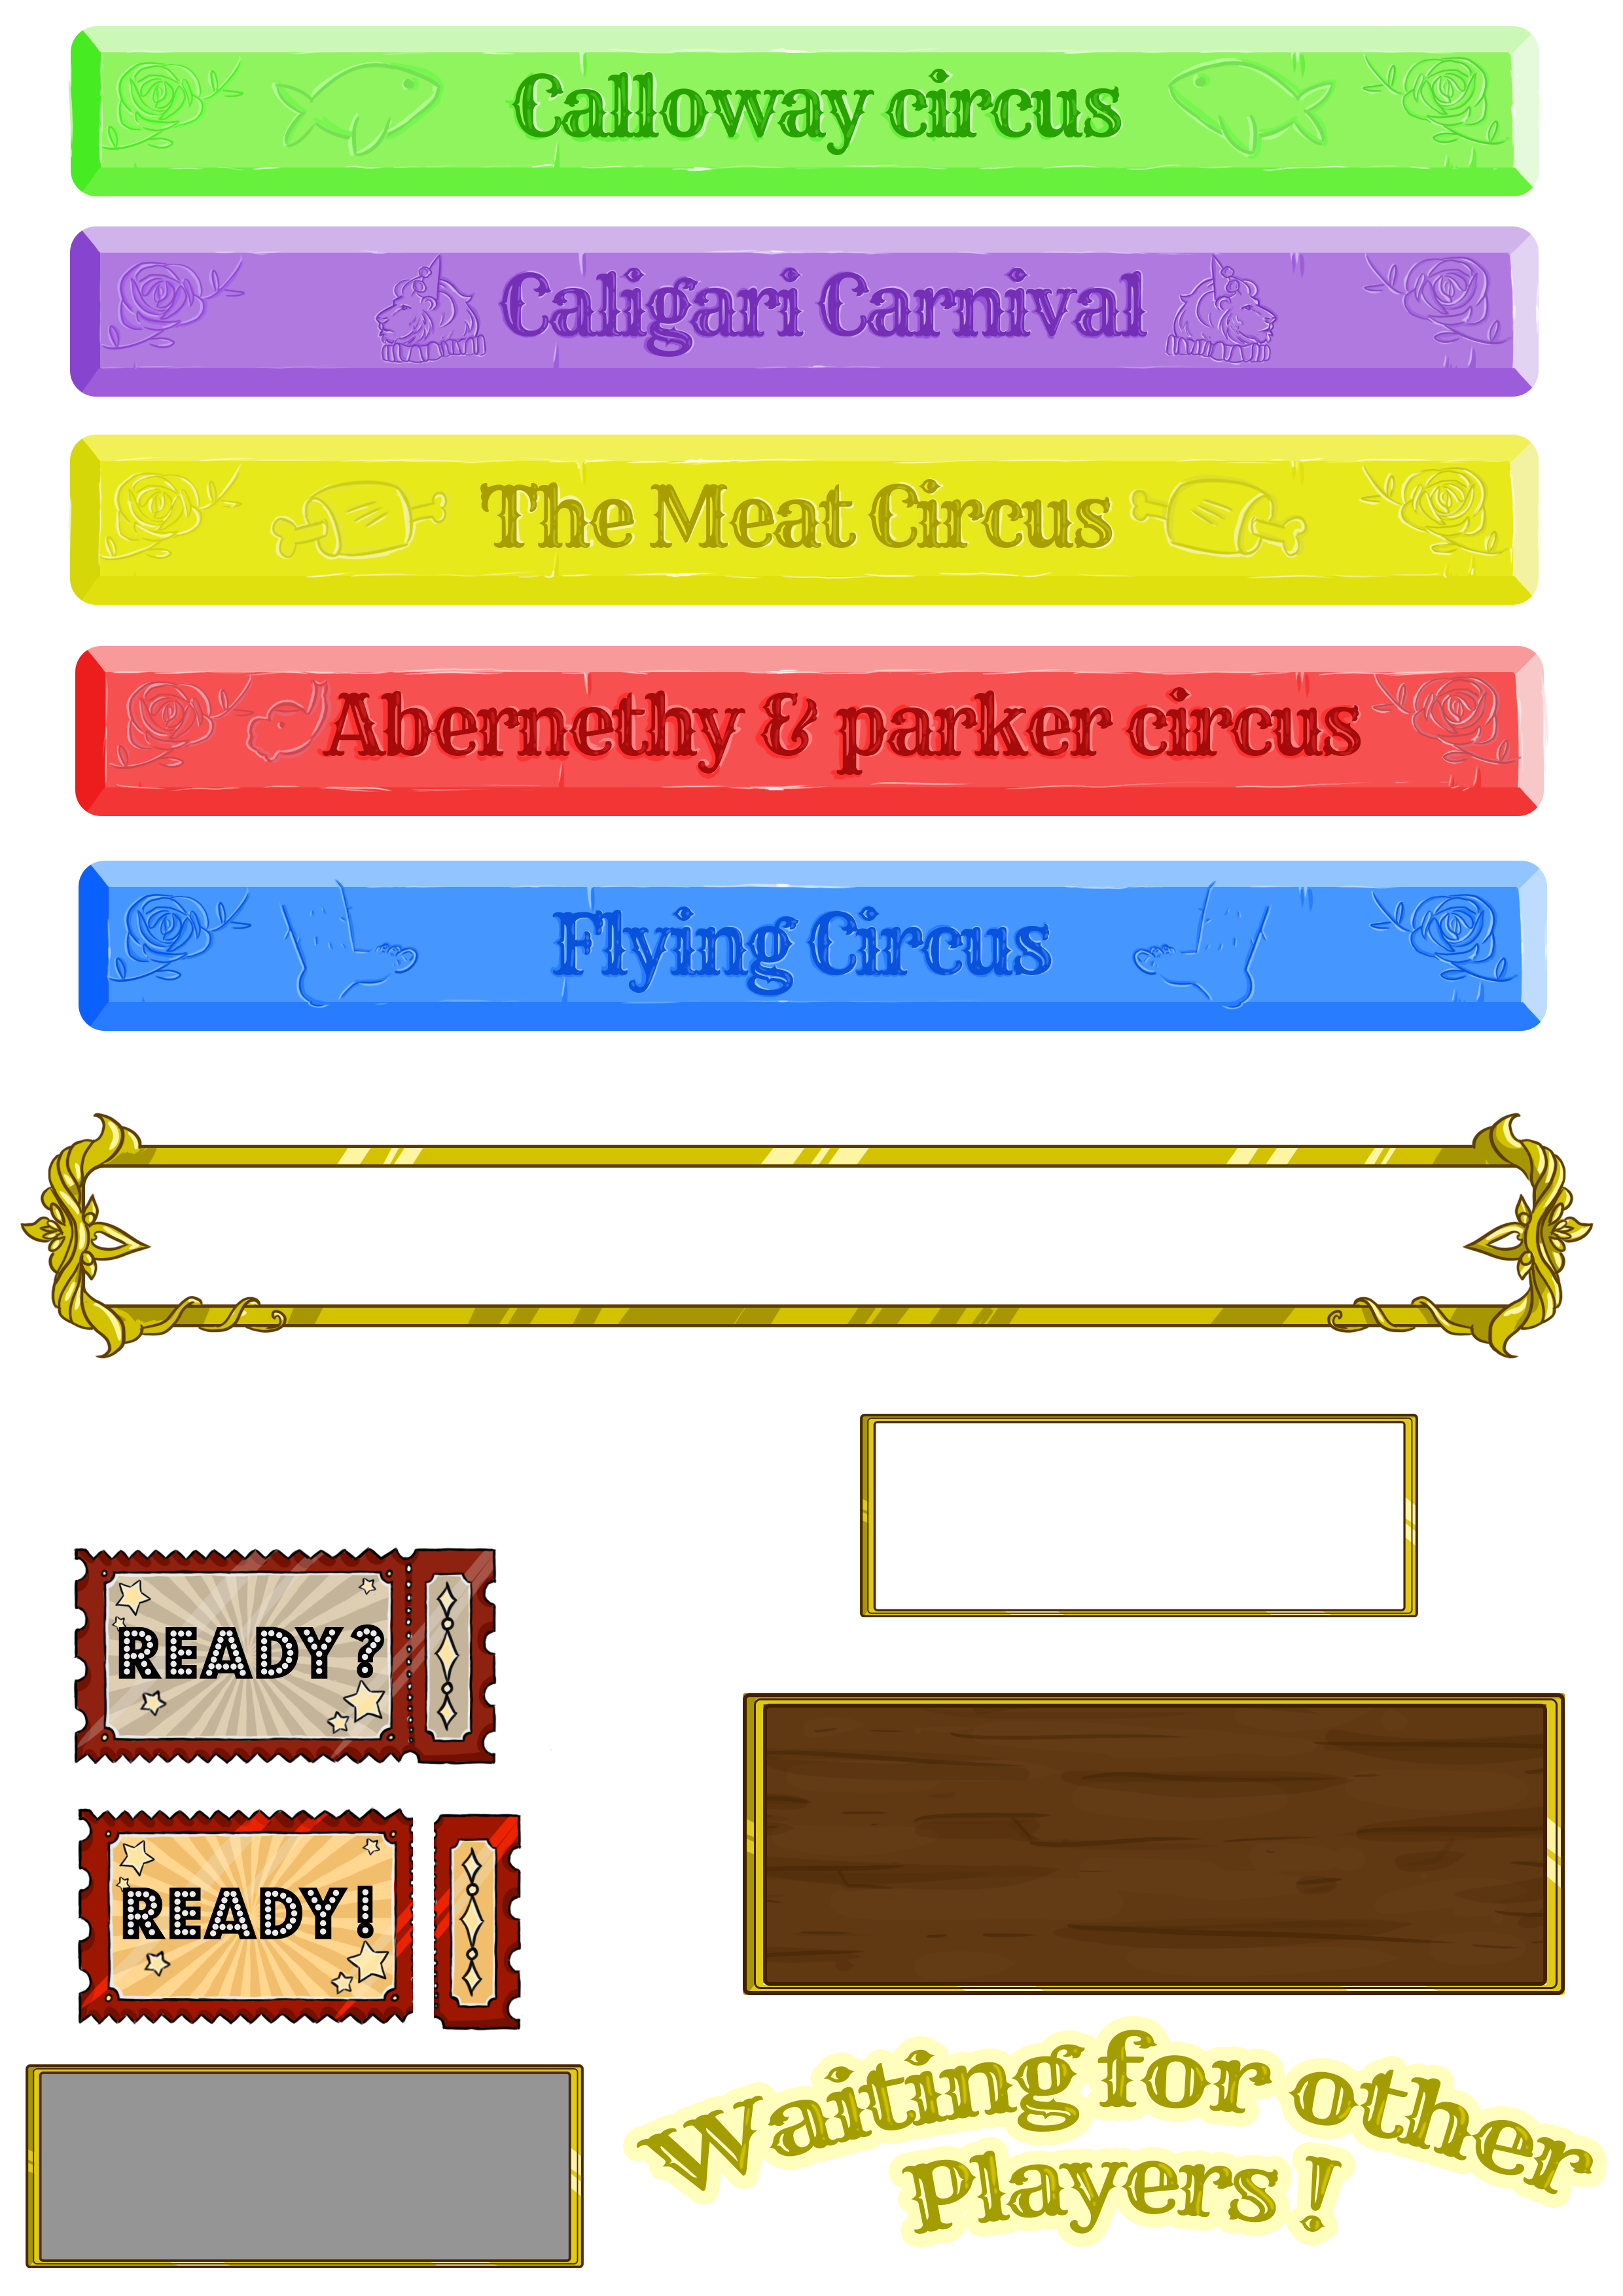 Calloway circus
Caligari Carnival
The Meat Circus
Abernethy & parker circus
Flying Circus
READY?
READY!
Waiting for other
Players !